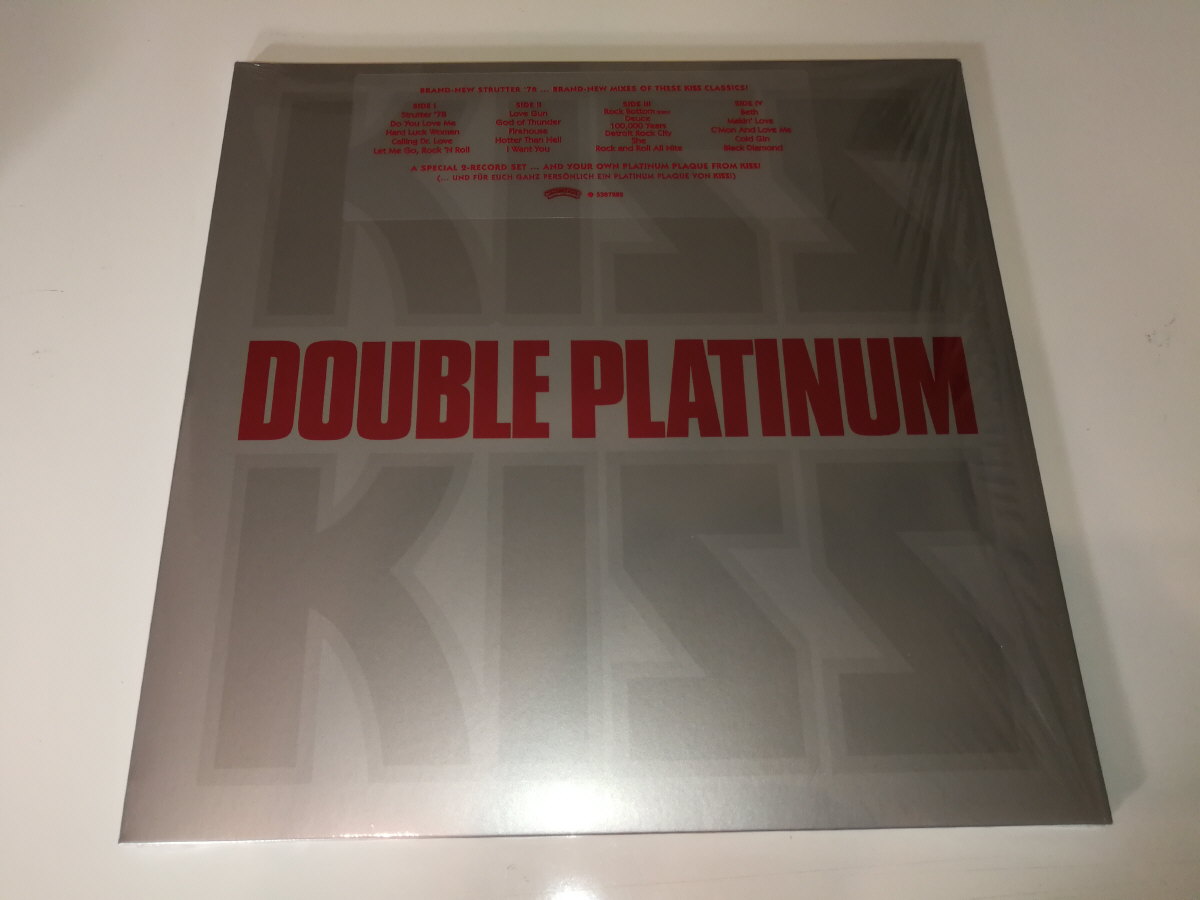 BRAND-NEW STRUTTER '78 ... BRAND-NEW MIXES OF THESE KISS CLASSICS!
SIDE I
Strutter '78
Do You Love Me
Hard Luck Woman
Calling Dr. Love
Let Me Go, Rock 'N Roll
SIDE II
Love Gun
God of Thunder
Firehouse
Hotter Than Hell
I Want You
SIDE III
Rock Bottom
Deuce
100,000 Years
Detroit Rock City
She
Rock and Roll All Nite
SIDE IV
Beth
Makin' Love
C'Mon And Love Me
Cold Gin
Black Diamond
A SPECIAL 2-RECORD SET ... AND YOUR OWN PLATINUM PLAQUE FROM KISS!
(... UND FÜR EUCH GANZ PERSÖNLICH EIN PLATINUM PLAQUE VON KISS!)
KISS
DOUBLE PLATINUM
KISS